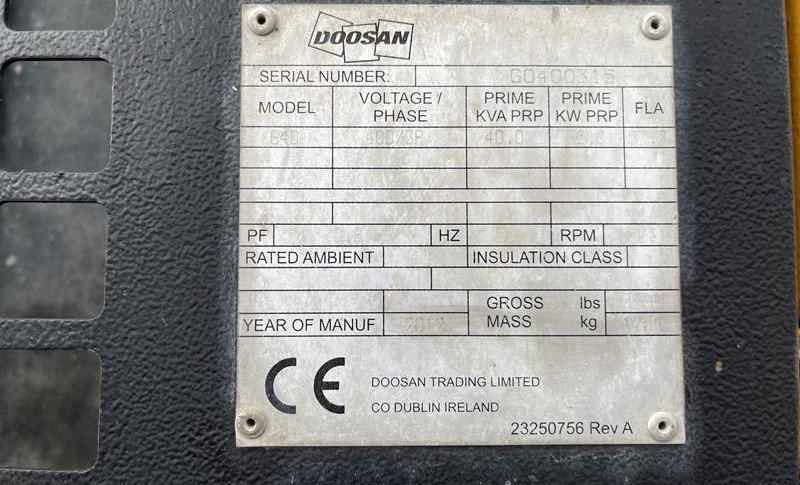 DOOSAN
SERIAL NUMBER: G0400315
MODEL VOLTAGE / PHASE PRIME KVA PRP PRIME KW PRP FLA
G40 400/3P 40.0
PF HZ RPM
RATED AMBIENT 40 INSULATION CLASS
GROSS MASS lbs
YEAR OF MANUF 2012 kg
CE
DOOSAN TRADING LIMITED
CO DUBLIN IRELAND
23250756 Rev A